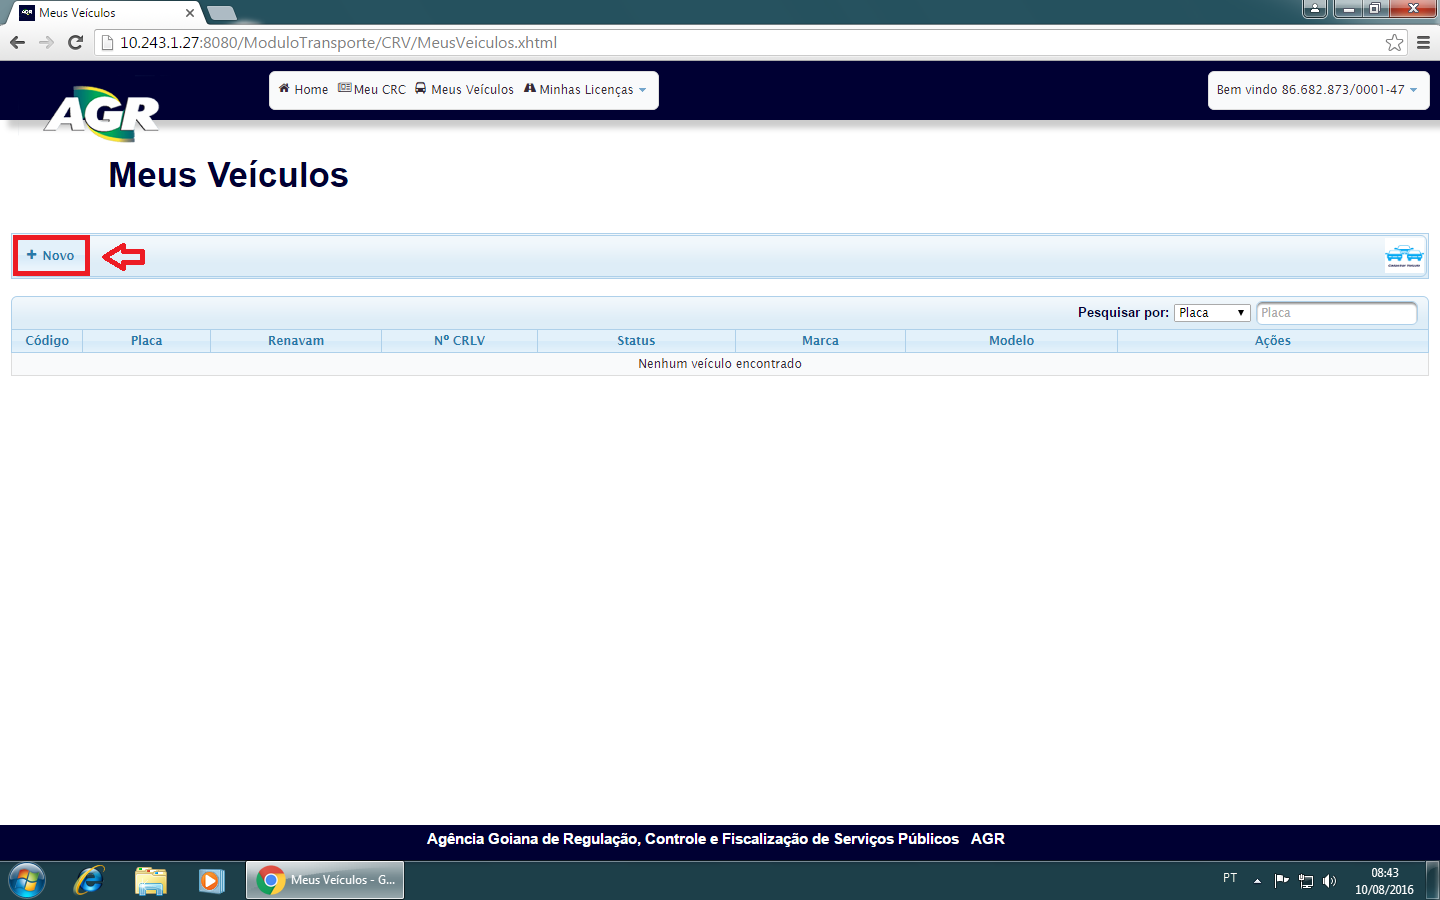 Meus Veículos
10.243.1.27:8080/ModuloTransporte/CRV/MeusVeiculos.xhtml
AGR
Home Meu CRC Meus Veículos Minhas Licenças
Bem vindo 86.682.873/0001-47
Meus Veículos
+ Novo
Pesquisar por: Placa Placa
Código Placa Renavam Nº CRLV Status Marca Modelo Ações
Nenhum veículo encontrado
Agência Goiana de Regulação, Controle e Fiscalização de Serviços Públicos AGR
Meus Veículos - G...
PT
08:43
10/08/2016